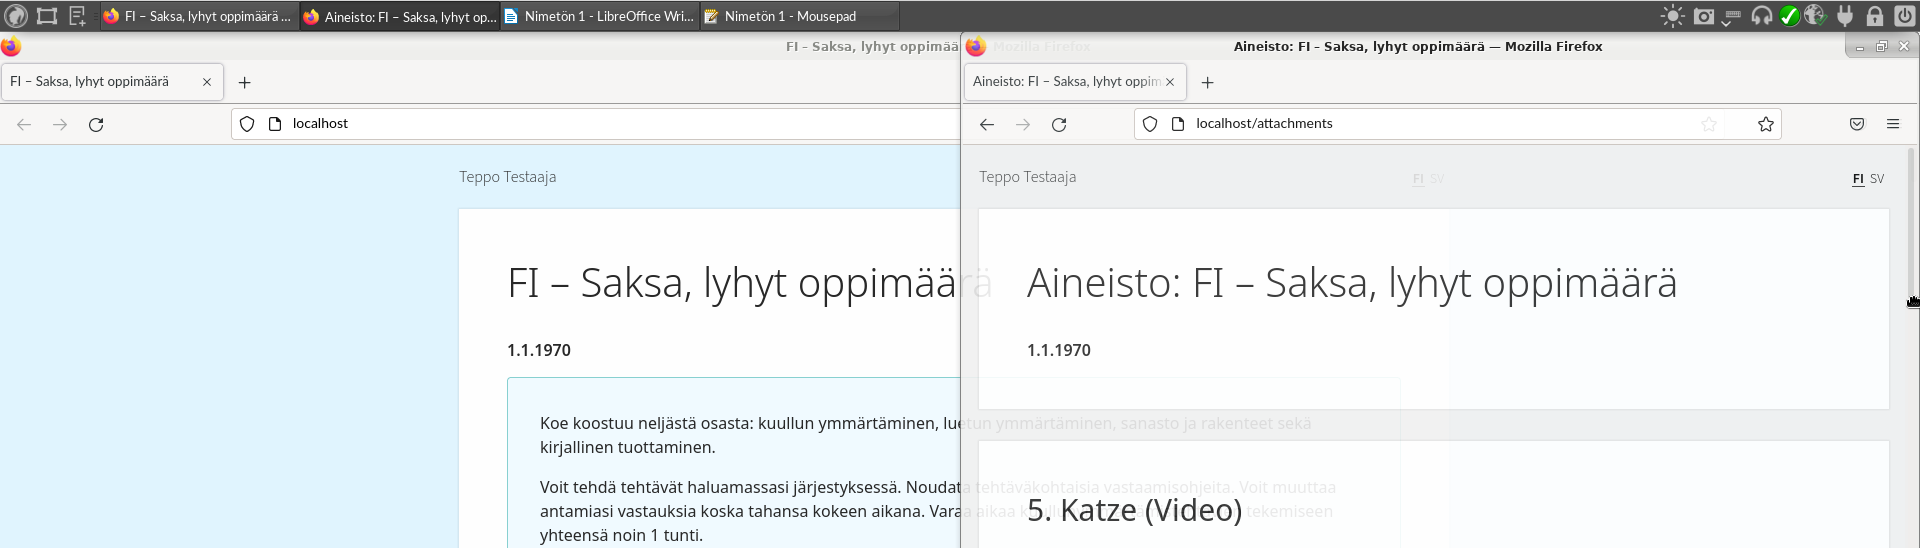 FI – Saksa, lyhyt oppimäärä ...
Aineisto: FI – Saksa, lyhyt op...
Nimetön 1 - LibreOffice Wri...
Nimetön 1 - Mousepad
FI – Saksa, lyhyt oppimäärä — Mozilla Firefox
FI – Saksa, lyhyt oppimäärä
localhost
Teppo Testaaja
FI SV
FI – Saksa, lyhyt oppimäärä
1.1.1970
Koe koostuu neljästä osasta: kuullun ymmärtäminen, luetun ymmärtäminen, sanasto ja rakenteet sekä
kirjallinen tuottaminen.
Voit tehdä tehtävät haluamassasi järjestyksessä. Noudata tehtäväkohtaisia vastaamisohjeita. Voit muuttaa
antamiasi vastauksia koska tahansa kokeen aikana. Varaa aikaa tekemiseen
yhteensä noin 1 tunti.
Aineisto: FI – Saksa, lyhyt oppimäärä — Mozilla Firefox
Aineisto: FI – Saksa, lyhyt oppim
localhost/attachments
Teppo Testaaja
FI SV
Aineisto: FI – Saksa, lyhyt oppimäärä
1.1.1970
5. Katze (Video)